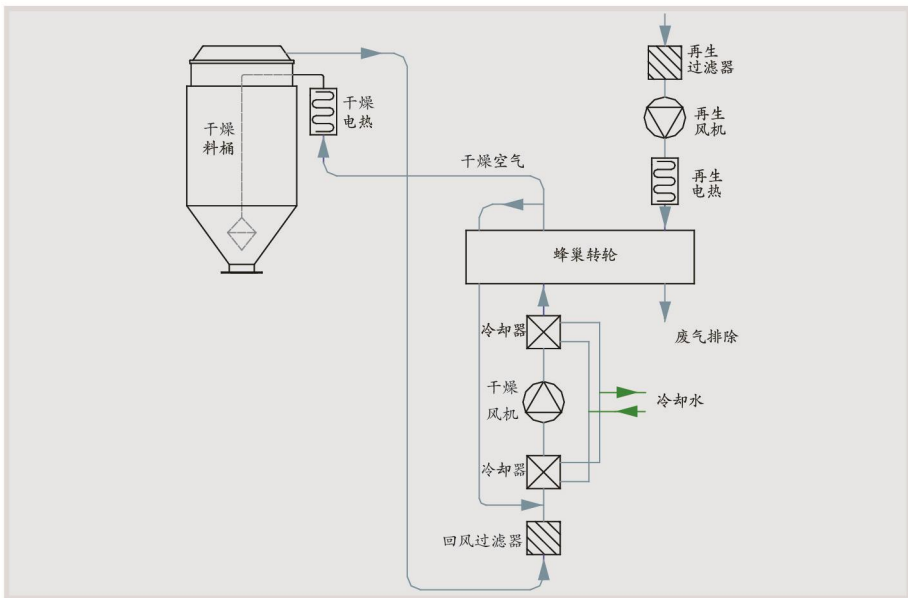 再生
过滤器
干燥
电热
再生
风机
干燥
料桶
干燥空气
再生
电热
蜂巢转轮
冷却器
废气排除
干燥
风机
冷却水
冷却器
回风过滤器